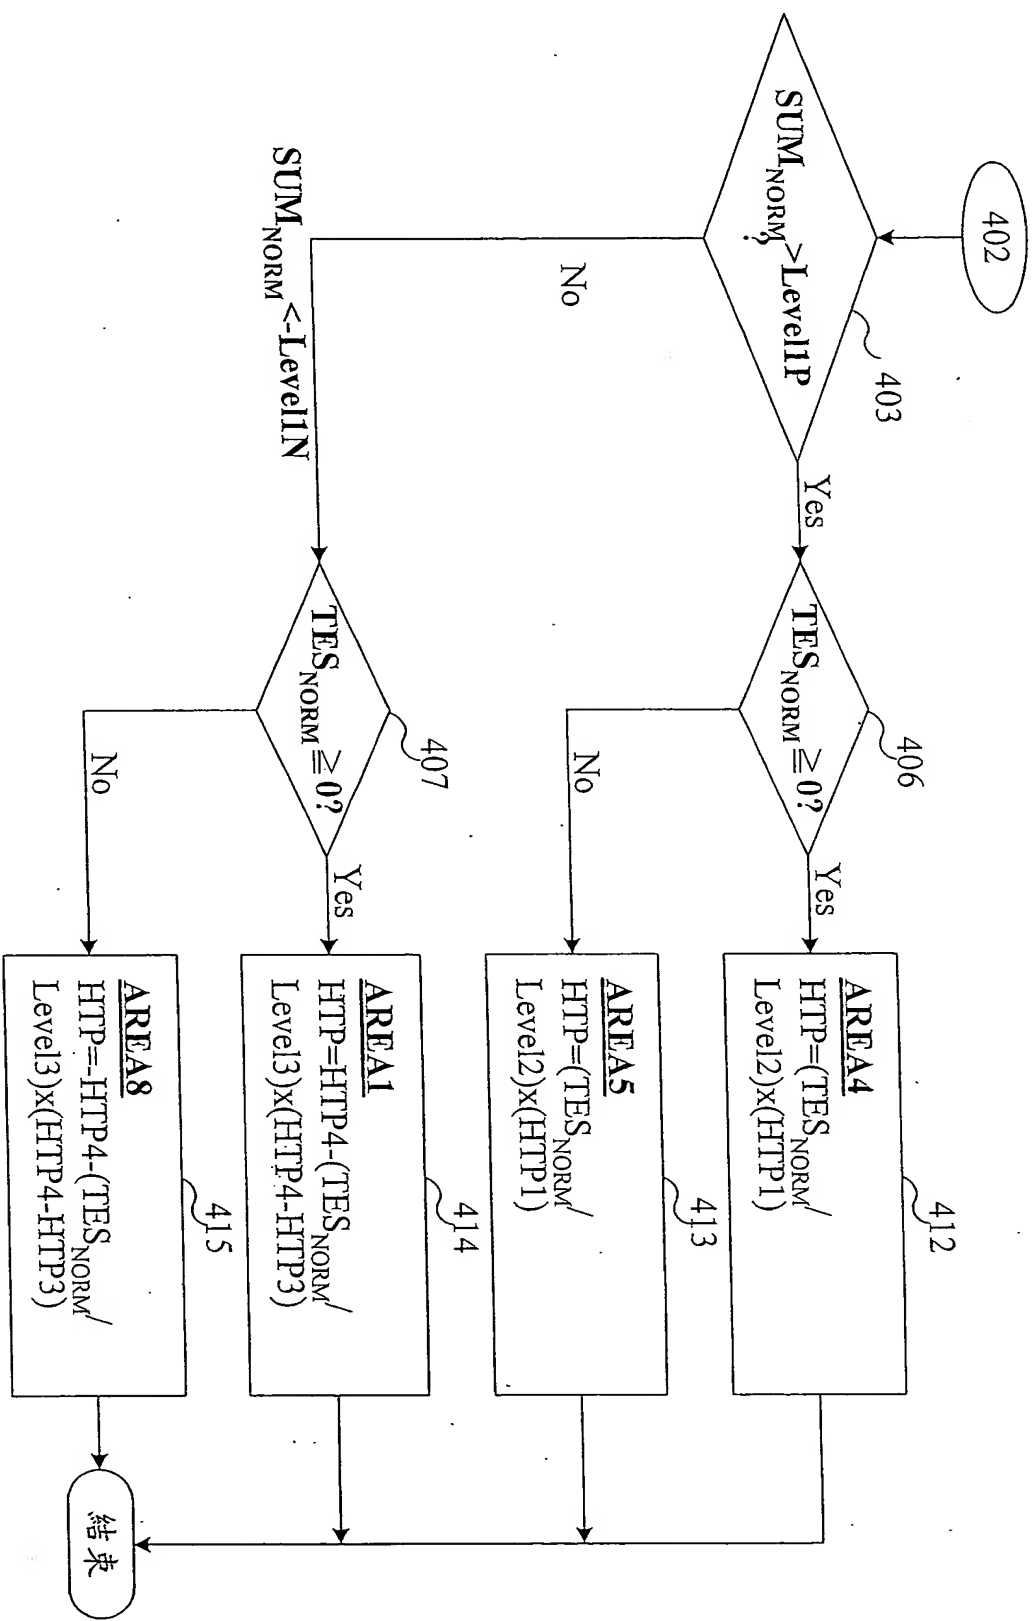 402
SUM_NORM>Level1P
?
403
Yes
No
SUM_NORM<-Level1N
TES_NORM≧0?
406
Yes
No
TES_NORM≧0?
407
Yes
No
412
AREA4
HTP=(TES_NORM/
Level2)x(HTP1)
413
AREA5
HTP=(TES_NORM/
Level2)x(HTP1)
414
AREA1
HTP=HTP4-(TES_NORM/
Level3)x(HTP4-HTP3)
415
AREA8
HTP=-HTP4-(TES_NORM/
Level3)x(HTP4-HTP3)
結束